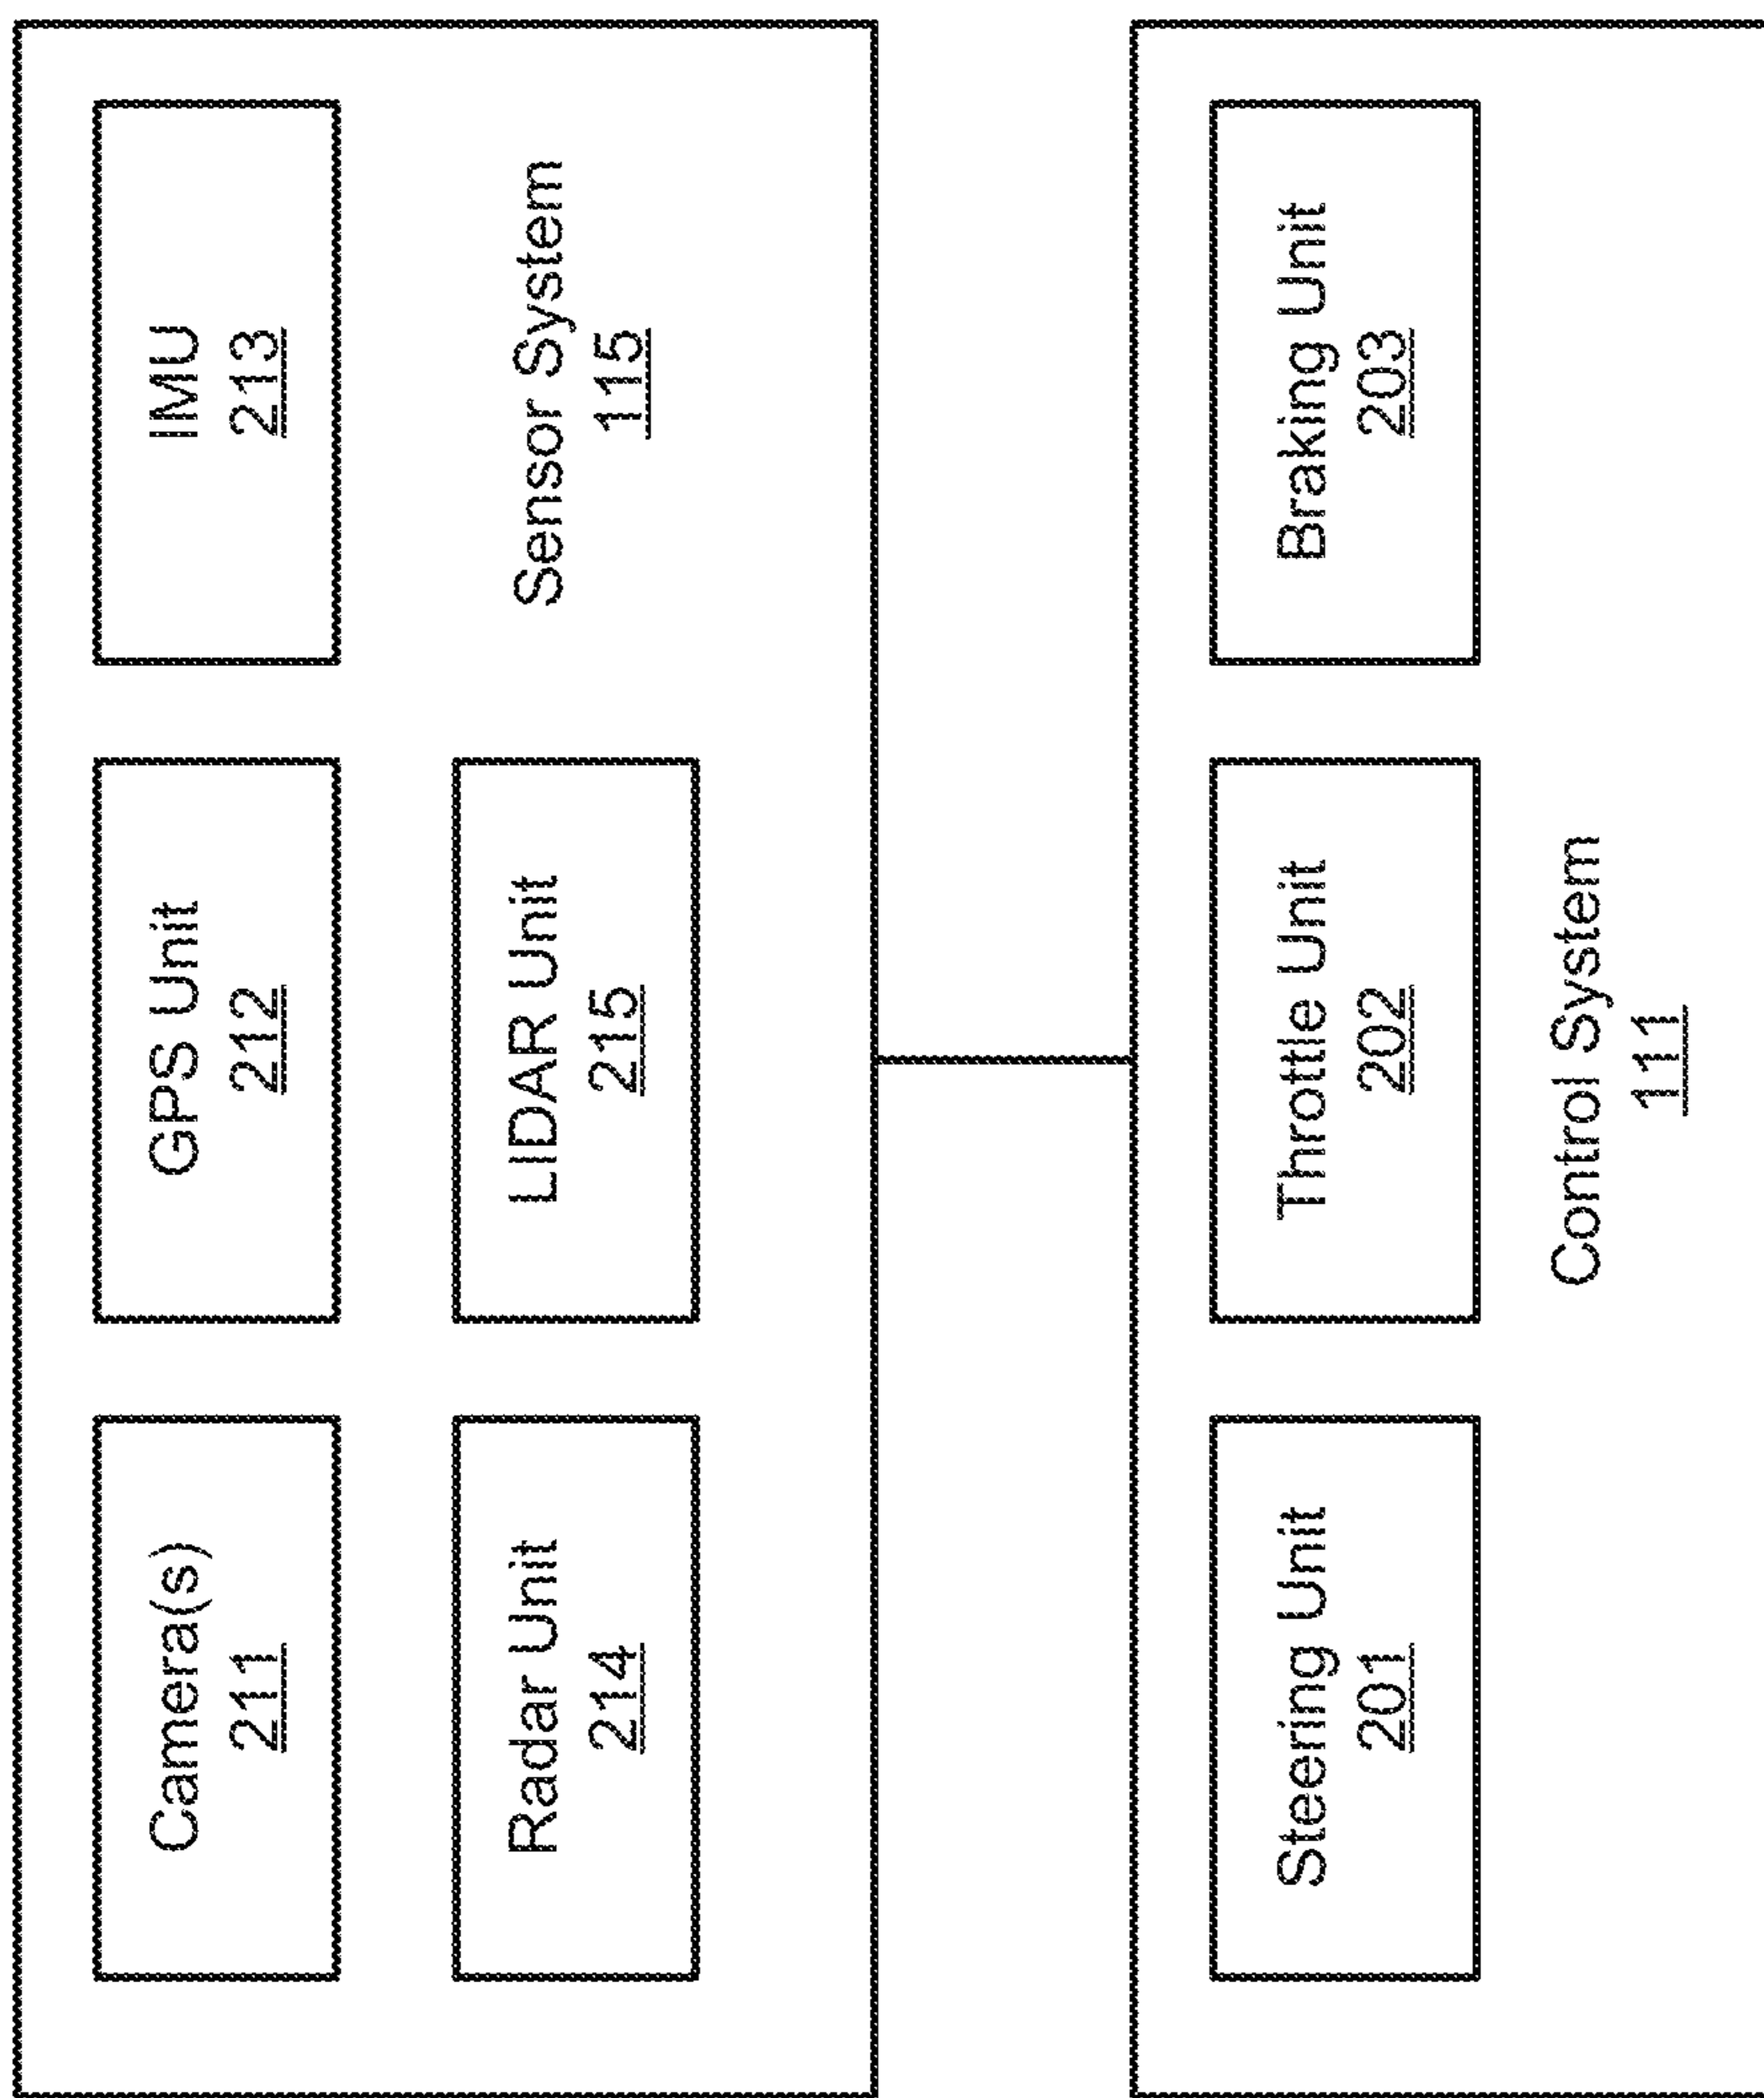 Camera(s)
211
GPS Unit
212
IMU
213
Radar Unit
214
LIDAR Unit
215
Sensor System
115
Steering Unit
201
Throttle Unit
202
Braking Unit
203
Control System
111